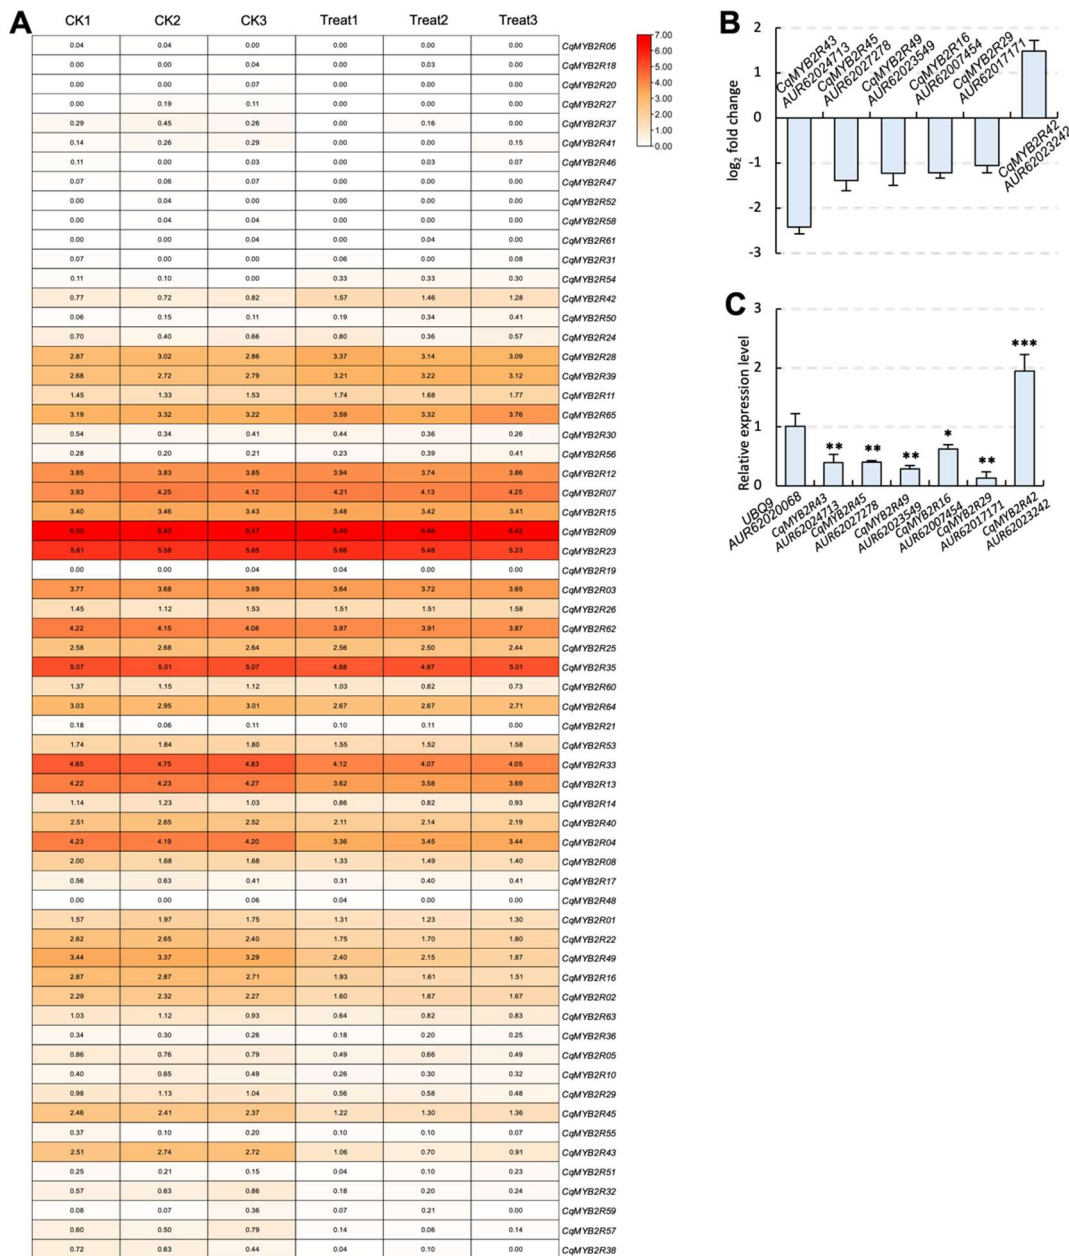 A
CK1 CK2 CK3 Treat1 Treat2 Treat3
0.04 0.04 0.00 0.00 0.00 0.00 CqMYB2R06
0.00 0.00 0.04 0.00 0.03 0.00 CqMYB2R18
0.00 0.00 0.07 0.00 0.00 0.00 CqMYB2R20
0.00 0.19 0.11 0.00 0.00 0.00 CqMYB2R27
0.29 0.45 0.26 0.00 0.16 0.00 CqMYB2R37
0.14 0.26 0.29 0.00 0.00 0.15 CqMYB2R41
0.11 0.00 0.03 0.00 0.03 0.07 CqMYB2R46
0.07 0.06 0.07 0.00 0.00 0.00 CqMYB2R47
0.00 0.04 0.00 0.00 0.00 0.00 CqMYB2R52
0.00 0.04 0.04 0.00 0.00 0.00 CqMYB2R58
0.00 0.00 0.04 0.00 0.04 0.00 CqMYB2R61
0.07 0.00 0.00 0.06 0.00 0.08 CqMYB2R31
0.11 0.10 0.00 0.33 0.33 0.30 CqMYB2R54
0.77 0.72 0.82 1.57 1.46 1.28 CqMYB2R42
0.06 0.15 0.11 0.19 0.34 0.41 CqMYB2R50
0.70 0.40 0.66 0.80 0.36 0.57 CqMYB2R24
2.87 3.02 2.86 3.37 3.14 3.09 CqMYB2R28
2.68 2.72 2.79 3.21 3.22 3.12 CqMYB2R39
1.45 1.33 1.53 1.74 1.68 1.77 CqMYB2R11
3.19 3.32 3.22 3.59 3.32 3.76 CqMYB2R65
0.54 0.34 0.41 0.44 0.36 0.26 CqMYB2R30
0.28 0.20 0.21 0.23 0.39 0.41 CqMYB2R56
3.85 3.83 3.85 3.94 3.74 3.86 CqMYB2R12
3.93 4.25 4.12 4.21 4.13 4.25 CqMYB2R07
3.40 3.46 3.43 3.48 3.42 3.41 CqMYB2R15
CqMYB2R09
5.61 5.58 5.65 5.66 5.48 5.23 CqMYB2R23
0.00 0.00 0.04 0.04 0.00 0.00 CqMYB2R19
3.77 3.68 3.69 3.64 3.72 3.65 CqMYB2R03
1.45 1.12 1.53 1.51 1.51 1.58 CqMYB2R26
4.22 4.15 4.08 3.97 3.91 3.87 CqMYB2R62
2.58 2.68 2.64 2.56 2.50 2.44 CqMYB2R25
5.07 5.01 5.07 4.88 4.97 5.01 CqMYB2R35
1.37 1.15 1.12 1.03 0.82 0.73 CqMYB2R60
3.03 2.95 3.01 2.67 2.67 2.71 CqMYB2R64
0.18 0.06 0.11 0.10 0.11 0.00 CqMYB2R21
1.74 1.84 1.80 1.55 1.52 1.58 CqMYB2R53
4.85 4.75 4.83 4.12 4.07 4.05 CqMYB2R33
4.22 4.23 4.27 3.62 3.58 3.69 CqMYB2R13
1.14 1.23 1.03 0.86 0.82 0.93 CqMYB2R14
2.51 2.65 2.52 2.11 2.14 2.19 CqMYB2R40
4.23 4.19 4.20 3.36 3.45 3.44 CqMYB2R04
2.00 1.68 1.68 1.33 1.49 1.40 CqMYB2R08
0.56 0.63 0.41 0.31 0.40 0.41 CqMYB2R17
0.00 0.00 0.06 0.04 0.00 0.00 CqMYB2R48
1.57 1.97 1.75 1.31 1.23 1.30 CqMYB2R01
2.62 2.65 2.40 1.75 1.70 1.80 CqMYB2R22
3.44 3.37 3.29 2.40 2.15 1.87 CqMYB2R49
2.87 2.87 2.71 1.93 1.61 1.51 CqMYB2R16
2.29 2.32 2.27 1.60 1.67 1.67 CqMYB2R02
1.03 1.12 0.93 0.64 0.82 0.83 CqMYB2R63
0.34 0.30 0.26 0.18 0.20 0.25 CqMYB2R36
0.86 0.76 0.79 0.49 0.66 0.49 CqMYB2R05
0.40 0.65 0.49 0.26 0.30 0.32 CqMYB2R10
0.98 1.13 1.04 0.56 0.58 0.48 CqMYB2R29
2.46 2.41 2.37 1.22 1.30 1.36 CqMYB2R45
0.37 0.10 0.20 0.10 0.10 0.07 CqMYB2R55
2.51 2.74 2.72 1.06 0.70 0.91 CqMYB2R43
0.25 0.21 0.15 0.04 0.10 0.23 CqMYB2R51
0.57 0.63 0.86 0.18 0.20 0.24 CqMYB2R32
0.08 0.07 0.36 0.07 0.21 0.00 CqMYB2R59
0.60 0.50 0.79 0.14 0.06 0.14 CqMYB2R57
0.72 0.63 0.44 0.04 0.10 0.00 CqMYB2R38
7.00
6.00
5.00
4.00
3.00
2.00
1.00
0.00
B
log2 fold change
2
1
0
-1
-2
-3
CqMYB2R43
AUR62024713
CqMYB2R45
AUR62027278
CqMYB2R49
AUR62023549
CqMYB2R16
AUR62007454
CqMYB2R29
AUR62017171
CqMYB2R42
AUR62023242
C
Relative expression level
3
2
1
0
**
**
**
*
**
***
UBQ9
AUR62020068
CqMYB2R43
AUR62024713
CqMYB2R45
AUR62027278
CqMYB2R49
AUR62023549
CqMYB2R16
AUR62007454
CqMYB2R29
AUR62017171
CqMYB2R42
AUR62023242